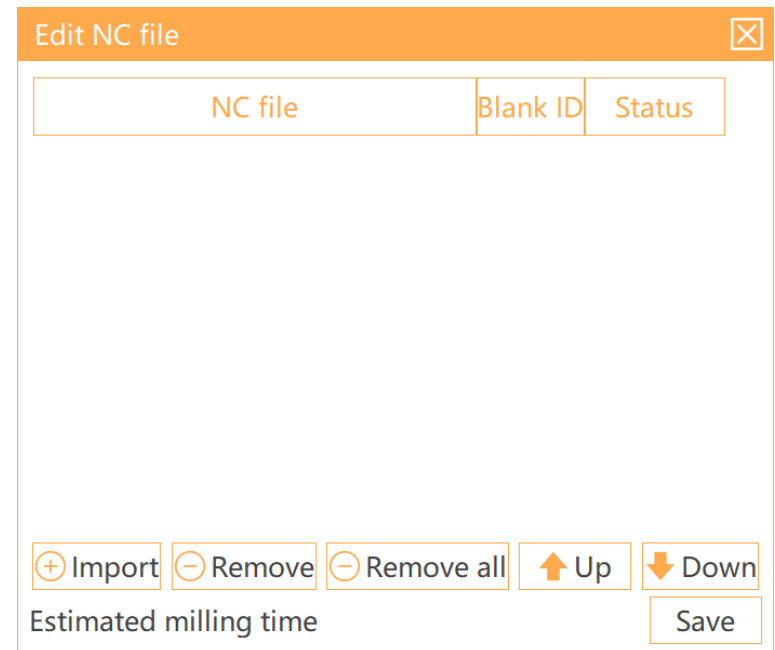 Edit NC file
NC file Blank ID Status
Import Remove Remove all Up Down
Estimated milling time Save